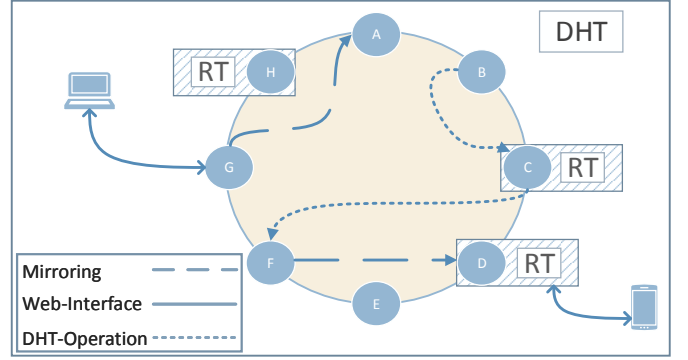 DHT
A
RT H
B
G
C RT
F
D RT
E
Mirroring
Web-Interface
DHT-Operation